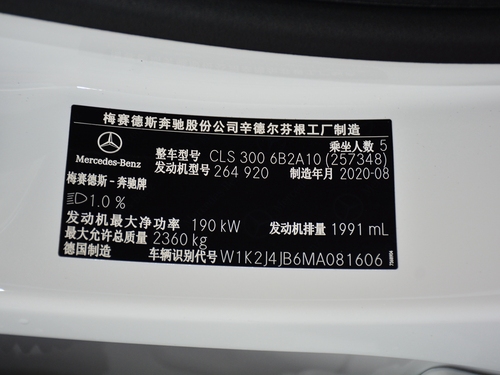 梅赛德斯奔驰股份公司辛德尔芬根工厂制造
乘坐人数 5
Mercedes-Benz
整车型号 CLS 300 6B2A10 (257348)
发动机型号 264 920 制造年月 2020-08
梅赛德斯-奔驰牌
1.0 %
发动机最大净功率 190 kW 发动机排量 1991 mL
最大允许总质量 2360 kg
德国制造 车辆识别代号 W1K2J4JB6MA081606